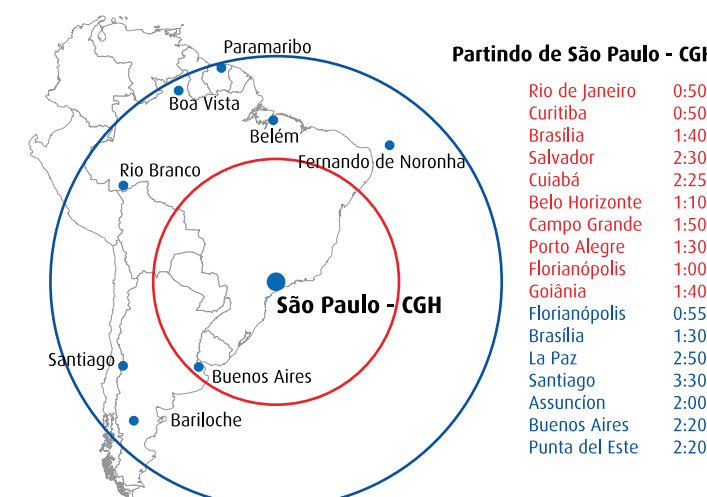 Paramaribo
Boa Vista
Belém
Fernando de Noronha
Rio Branco
São Paulo - CGH
Santiago
Buenos Aires
Bariloche
Partindo de São Paulo - CGH
Rio de Janeiro 0:50
Curitiba 0:50
Brasília 1:40
Salvador 2:30
Cuiabá 2:25
Belo Horizonte 1:10
Campo Grande 1:50
Porto Alegre 1:30
Florianópolis 1:00
Goiânia 1:40
Florianópolis 0:55
Brasília 1:30
La Paz 2:50
Santiago 3:30
Assuncíon 2:00
Buenos Aires 2:20
Punta del Este 2:20